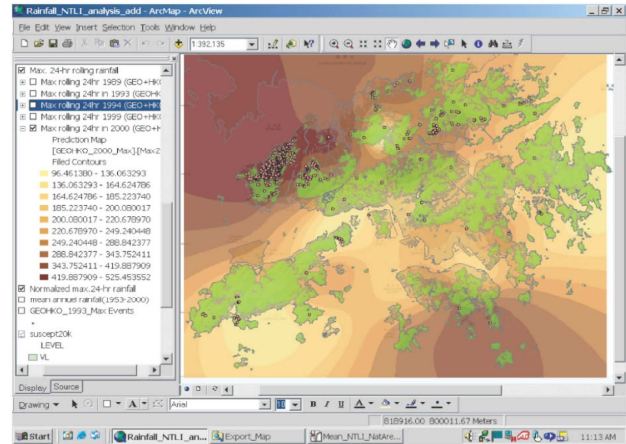 Rainfall_NTLI_analysis_add - ArcMap - ArcView
File Edit View Insert Selection Tools Window Help
1:392,135
Max. 24-hr rolling rainfall
Max rolling 24hr 1989 (GEO+HK
Max rolling 24hr in 1993 (GEO+
Max rolling 24hr 1994 (GEO+HK
Max rolling 24hr 1999 (GEO+HK
Max rolling 24hr in 2000 (GEO+H
Prediction Map
[GEOHKO_2000_Max].[Max2
Filled Contours
96.461380 - 136.063293
136.063293 - 164.624786
164.624786 - 185.223740
185.223740 - 200.080017
200.080017 - 220.678970
220.678970 - 249.240448
249.240448 - 288.842377
288.842377 - 343.752411
343.752411 - 419.887909
419.887909 - 525.453552
Normalized max.24-hr rainfall
mean annual rainfall(1953-2000)
GEOHKO_1993_Max Events
suscept20k
LEVEL
VL
Display Source
Drawing A Arial 10 B I U A
818916.00 800011.67 Meters
Start Rainfall_NTLI_an... Export_Map Mean_NTLI_NatAre... 11:13 AM